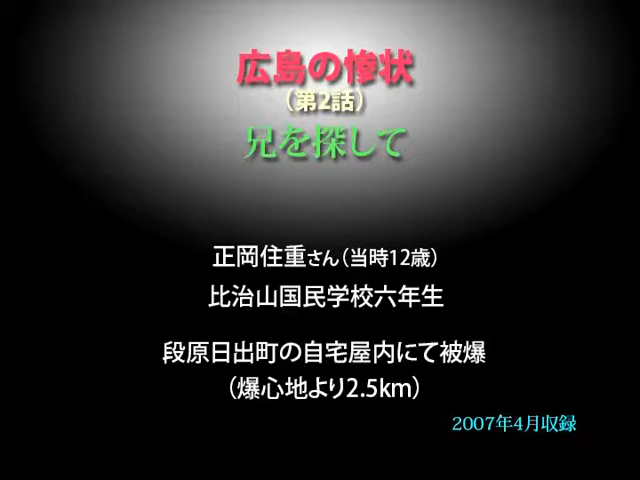 広島の惨状
（第2話）
兄を探して
正岡住重さん（当時12歳）
比治山国民学校六年生
段原日出町の自宅屋内にて被爆
（爆心地より2.5km）
2007年4月収録